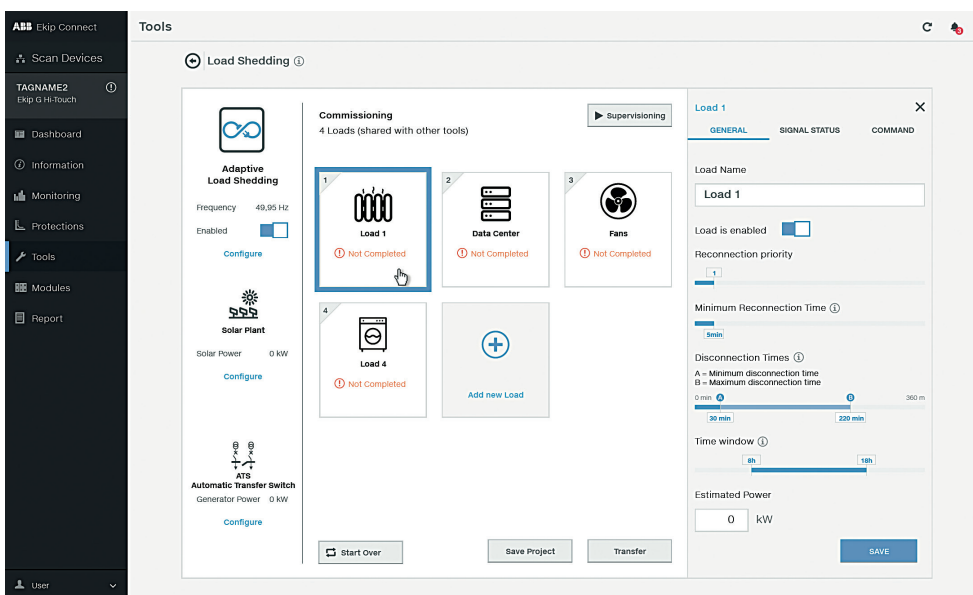 ABB Ekip Connect
Tools
3
Scan Devices
TAGNAME2
Ekip G Hi-Touch
Dashboard
Information
Monitoring
Protections
Tools
Modules
Report
User
Load Shedding
Adaptive
Load Shedding
Frequency 49,95 Hz
Enabled
Configure
Solar Plant
Solar Power 0 kW
Configure
ATS
Automatic Transfer Switch
Generator Power 0 kW
Configure
Commissioning
4 Loads (shared with other tools)
Supervisioning
1
Load 1
Not Completed
2
Data Center
Not Completed
3
Fans
Not Completed
4
Load 4
Not Completed
Add new Load
Start Over
Save Project
Transfer
Load 1
GENERAL SIGNAL STATUS COMMAND
Load Name
Load 1
Load is enabled
Reconnection priority
1
Minimum Reconnection Time
5min
Disconnection Times
A = Minimum disconnection time
B = Maximum disconnection time
0 min A B 360 m
30 min 220 min
Time window
8h 18h
Estimated Power
0 kW
SAVE